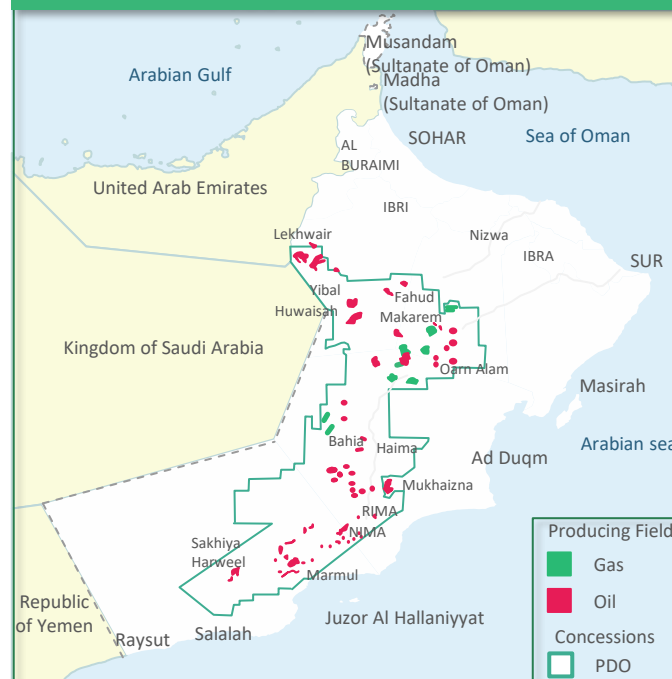 Musandam
(Sultanate of Oman)
Arabian Gulf
Madha
(Sultanate of Oman)
SOHAR
Sea of Oman
AL
BURAIMI
United Arab Emirates
IBRI
Lekhwair
Nizwa
IBRA
SUR
Yibal
Fahud
Huwaisah
Makarem
Kingdom of Saudi Arabia
Oarn Alam
Masirah
Bahia
Haima
Arabian sea
Ad Duqm
Mukhaizna
RIMA
NIMA
Sakhiya
Harweel
Marmul
Republic
of Yemen
Juzor Al Hallaniyyat
Salalah
Raysut
Producing Field
Gas
Oil
Concessions
PDO